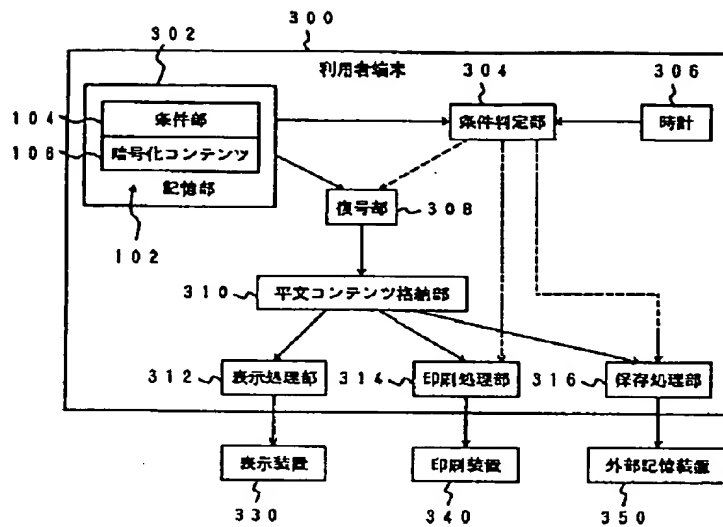 300
利用者端末
302
304
306
104
条件部
条件判定部
時計
106
暗号化コンテンツ
記憶部
復号部
308
102
310
平文コンテンツ格納部
312
表示処理部
314
印刷処理部
316
保存処理部
表示装置
印刷装置
外部記憶装置
330
340
350